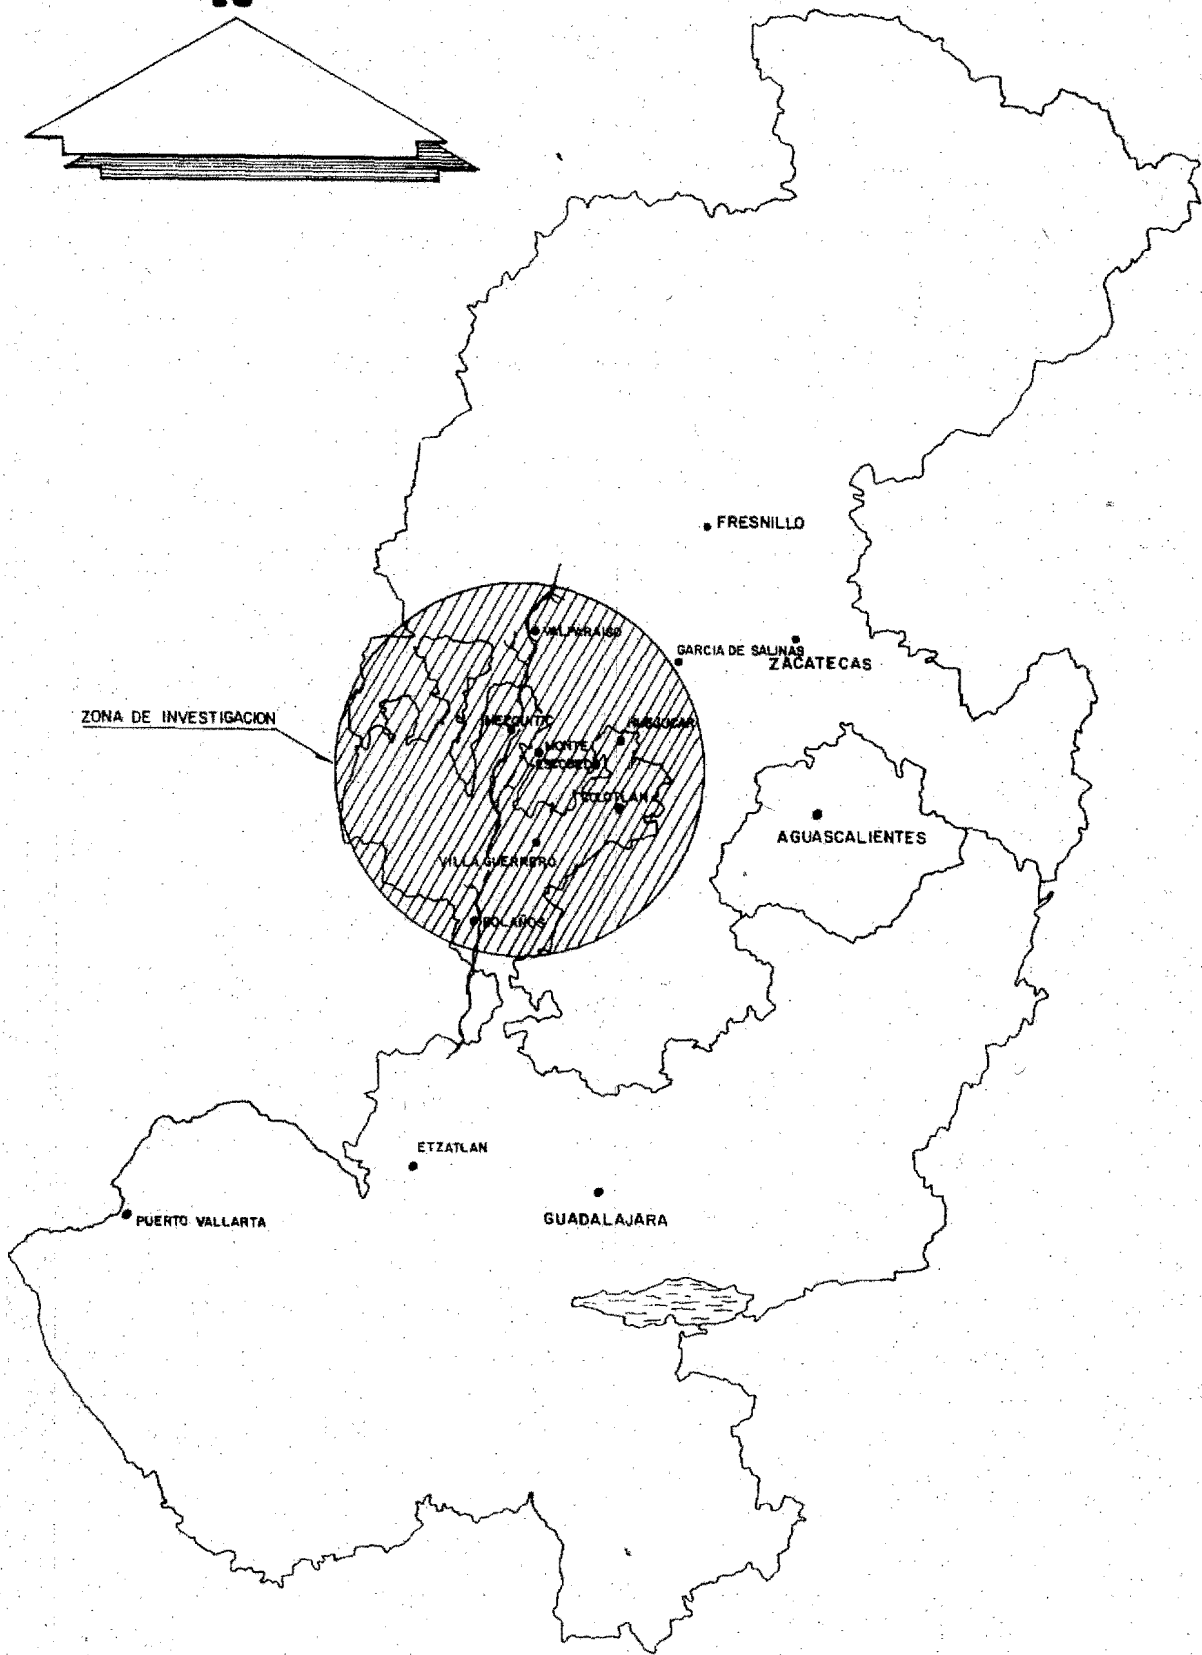 FRESNILLO
VALPARAISO
GARCIA DE SALINAS
ZACATECAS
ZONA DE INVESTIGACION
MEZQUITIC
HUEJUCAR
MONTE
ESCOBEDO
COLOTLAN
AGUASCALIENTES
VILLA GUERRERO
BOLAÑOS
ETZATLAN
PUERTO VALLARTA
GUADALAJARA